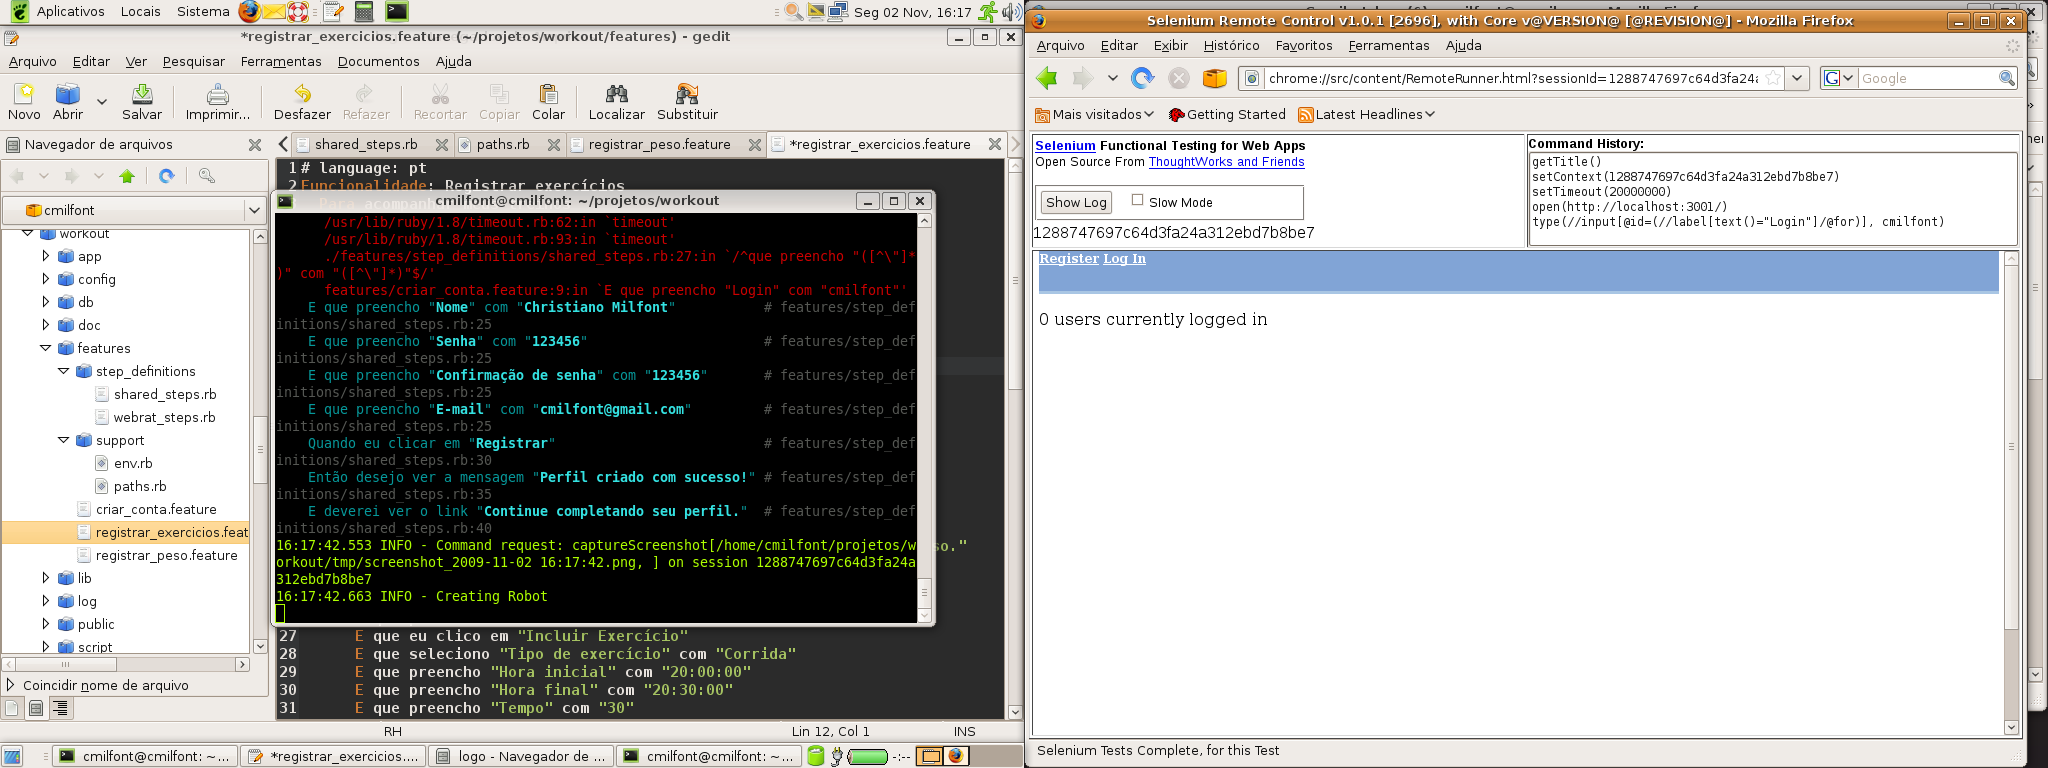 Aplicativos Locais Sistema Seg 02 Nov, 16:17
*registrar_exercicios.feature (~/projetos/workout/features) - gedit
Arquivo Editar Ver Pesquisar Ferramentas Documentos Ajuda
Novo Abrir Salvar Imprimir... Desfazer Refazer Recortar Copiar Colar Localizar Substituir
Navegador de arquivos
shared_steps.rb paths.rb registrar_peso.feature *registrar_exercicios.feature
cmilfont
workout
app
config
db
doc
features
step_definitions
shared_steps.rb
webrat_steps.rb
support
env.rb
paths.rb
criar_conta.feature
registrar_exercicios.feat
registrar_peso.feature
lib
log
public
script
Coincidir nome de arquivo
1 # language: pt
2 Funcionalidade: Registrar exercícios
cmilfont@cmilfont: ~/projetos/workout
/usr/lib/ruby/1.8/timeout.rb:62:in `timeout'
/usr/lib/ruby/1.8/timeout.rb:93:in `timeout'
./features/step_definitions/shared_steps.rb:27:in `/^que preencho "([^\"]*
)" com "([^\"]*)"$/'
features/criar_conta.feature:9:in `E que preencho "Login" com "cmilfont"'
E que preencho "Nome" com "Christiano Milfont" # features/step_def
initions/shared_steps.rb:25
E que preencho "Senha" com "123456" # features/step_def
initions/shared_steps.rb:25
E que preencho "Confirmação de senha" com "123456" # features/step_def
initions/shared_steps.rb:25
E que preencho "E-mail" com "cmilfont@gmail.com" # features/step_def
initions/shared_steps.rb:25
Quando eu clicar em "Registrar" # features/step_def
initions/shared_steps.rb:30
Então desejo ver a mensagem "Perfil criado com sucesso!" # features/step_def
initions/shared_steps.rb:35
E deverei ver o link "Continue completando seu perfil." # features/step_def
initions/shared_steps.rb:40
16:17:42.553 INFO - Command request: captureScreenshot[/home/cmilfont/projetos/w
orkout/tmp/screenshot_2009-11-02 16:17:42.png, ] on session 1288747697c64d3fa24a
312ebd7b8be7
16:17:42.663 INFO - Creating Robot
so."
27 E que eu clico em "Incluir Exercício"
28 E que seleciono "Tipo de exercício" com "Corrida"
29 E que preencho "Hora inicial" com "20:00:00"
30 E que preencho "Hora final" com "20:30:00"
31 E que preencho "Tempo" com "30"
RH Lin 12, Col 1 INS
cmilfont@cmilfont: ~... *registrar_exercicios.... logo - Navegador de ... cmilfont@cmilfont: ~... -:--
Selenium Remote Control v1.0.1 [2696], with Core v@VERSION@ [@REVISION@] - Mozilla Firefox
Arquivo Editar Exibir Histórico Favoritos Ferramentas Ajuda
chrome://src/content/RemoteRunner.html?sessionId=1288747697c64d3fa24a
Google
Mais visitados Getting Started Latest Headlines
Selenium Functional Testing for Web Apps
Open Source From ThoughtWorks and Friends
Show Log Slow Mode
1288747697c64d3fa24a312ebd7b8be7
Command History:
getTitle()
setContext(1288747697c64d3fa24a312ebd7b8be7)
setTimeout(20000000)
open(http://localhost:3001/)
type(//input[@id=(//label[text()="Login"]/@for)], cmilfont)
Register Log In
0 users currently logged in
Selenium Tests Complete, for this Test